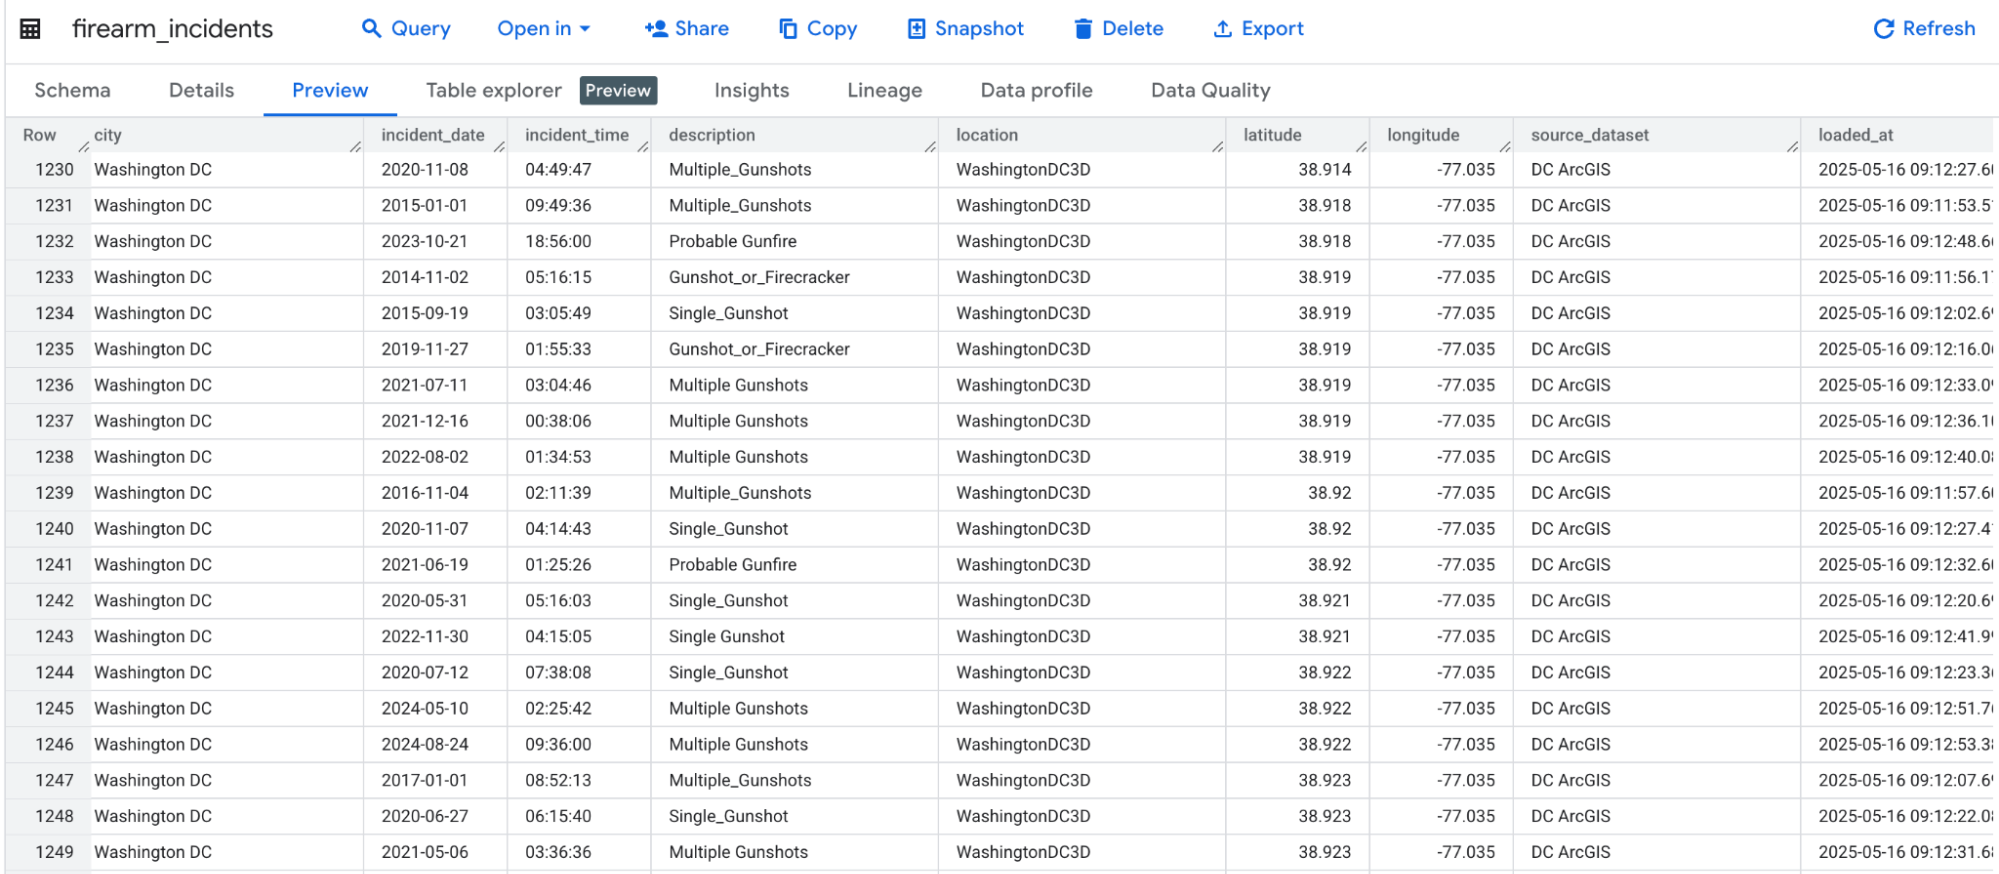 firearm_incidents Query Open in Share Copy Snapshot Delete Export Refresh
Schema Details Preview Table explorer Preview Insights Lineage Data profile Data Quality
Row city incident_date incident_time description location latitude longitude source_dataset loaded_at
1230 Washington DC 2020-11-08 04:49:47 Multiple_Gunshots WashingtonDC3D 38.914 -77.035 DC ArcGIS 2025-05-16 09:12:27.6
1231 Washington DC 2015-01-01 09:49:36 Multiple_Gunshots WashingtonDC3D 38.918 -77.035 DC ArcGIS 2025-05-16 09:11:53.5
1232 Washington DC 2023-10-21 18:56:00 Probable Gunfire WashingtonDC3D 38.918 -77.035 DC ArcGIS 2025-05-16 09:12:48.6
1233 Washington DC 2014-11-02 05:16:15 Gunshot_or_Firecracker WashingtonDC3D 38.919 -77.035 DC ArcGIS 2025-05-16 09:11:56.1
1234 Washington DC 2015-09-19 03:05:49 Single_Gunshot WashingtonDC3D 38.919 -77.035 DC ArcGIS 2025-05-16 09:12:02.6
1235 Washington DC 2019-11-27 01:55:33 Gunshot_or_Firecracker WashingtonDC3D 38.919 -77.035 DC ArcGIS 2025-05-16 09:12:16.0
1236 Washington DC 2021-07-11 03:04:46 Multiple Gunshots WashingtonDC3D 38.919 -77.035 DC ArcGIS 2025-05-16 09:12:33.0
1237 Washington DC 2021-12-16 00:38:06 Multiple Gunshots WashingtonDC3D 38.919 -77.035 DC ArcGIS 2025-05-16 09:12:36.1
1238 Washington DC 2022-08-02 01:34:53 Multiple Gunshots WashingtonDC3D 38.919 -77.035 DC ArcGIS 2025-05-16 09:12:40.0
1239 Washington DC 2016-11-04 02:11:39 Multiple_Gunshots WashingtonDC3D 38.92 -77.035 DC ArcGIS 2025-05-16 09:11:57.6
1240 Washington DC 2020-11-07 04:14:43 Single_Gunshot WashingtonDC3D 38.92 -77.035 DC ArcGIS 2025-05-16 09:12:27.4
1241 Washington DC 2021-06-19 01:25:26 Probable Gunfire WashingtonDC3D 38.92 -77.035 DC ArcGIS 2025-05-16 09:12:32.6
1242 Washington DC 2020-05-31 05:16:03 Single_Gunshot WashingtonDC3D 38.921 -77.035 DC ArcGIS 2025-05-16 09:12:20.6
1243 Washington DC 2022-11-30 04:15:05 Single Gunshot WashingtonDC3D 38.921 -77.035 DC ArcGIS 2025-05-16 09:12:41.9
1244 Washington DC 2020-07-12 07:38:08 Single_Gunshot WashingtonDC3D 38.922 -77.035 DC ArcGIS 2025-05-16 09:12:23.3
1245 Washington DC 2024-05-10 02:25:42 Multiple Gunshots WashingtonDC3D 38.922 -77.035 DC ArcGIS 2025-05-16 09:12:51.7
1246 Washington DC 2024-08-24 09:36:00 Multiple Gunshots WashingtonDC3D 38.922 -77.035 DC ArcGIS 2025-05-16 09:12:53.3
1247 Washington DC 2017-01-01 08:52:13 Multiple_Gunshots WashingtonDC3D 38.923 -77.035 DC ArcGIS 2025-05-16 09:12:07.6
1248 Washington DC 2020-06-27 06:15:40 Single_Gunshot WashingtonDC3D 38.923 -77.035 DC ArcGIS 2025-05-16 09:12:22.0
1249 Washington DC 2021-05-06 03:36:36 Multiple Gunshots WashingtonDC3D 38.923 -77.035 DC ArcGIS 2025-05-16 09:12:31.6